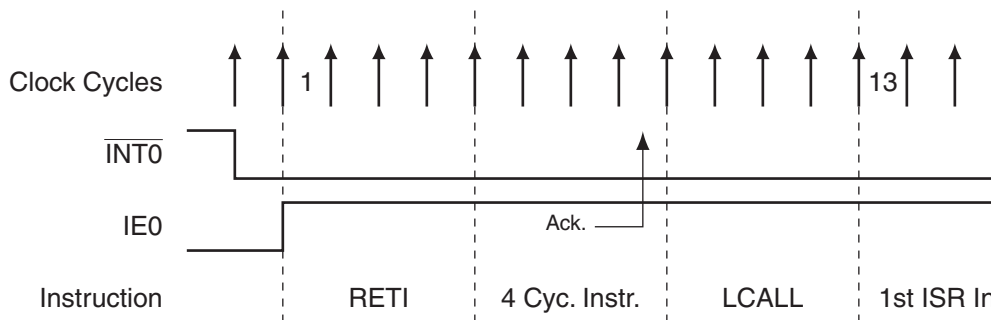 Clock Cycles 1 13
INT0
IE0
Ack.
Instruction RETI 4 Cyc. Instr. LCALL 1st ISR In